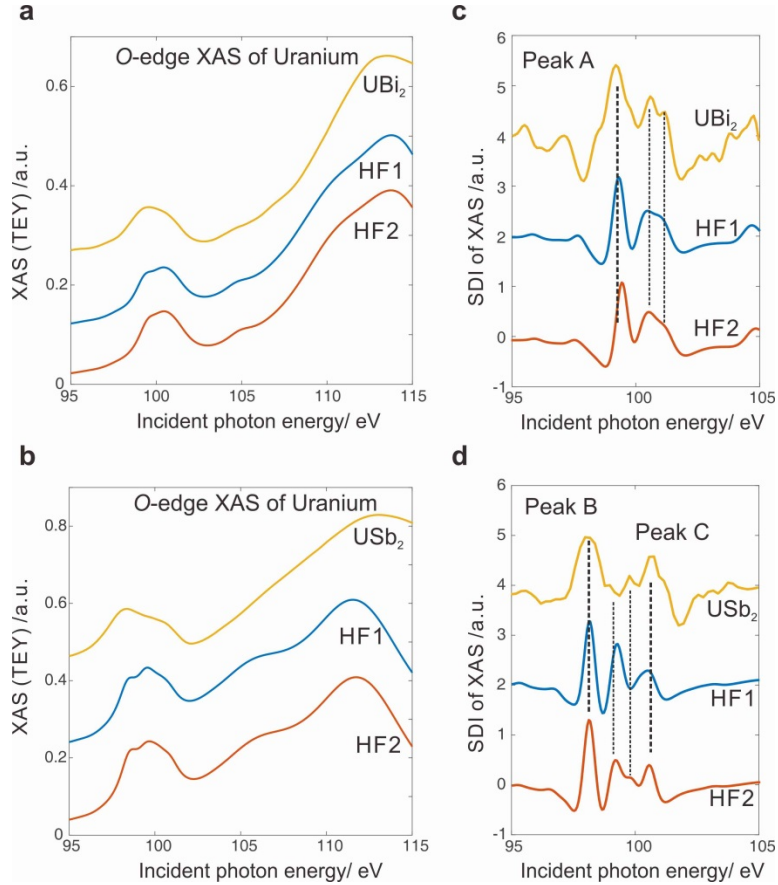 a
O-edge XAS of Uranium
UBi₂
HF1
HF2
XAS (TEY) /a.u.
0.6
0.4
0.2
0
95
100
105
110
115
Incident photon energy/ eV
c
Peak A
UBi₂
HF1
HF2
SDI of XAS /a.u.
6
5
4
3
2
1
0
-1
95
100
105
Incident photon energy/ eV
b
O-edge XAS of Uranium
USb₂
HF1
HF2
XAS (TEY) /a.u.
0.8
0.6
0.4
0.2
0
95
100
105
110
115
Incident photon energy/ eV
d
Peak B
Peak C
USb₂
HF1
HF2
SDI of XAS /a.u.
6
5
4
3
2
1
0
-1
95
100
105
Incident photon energy/ eV